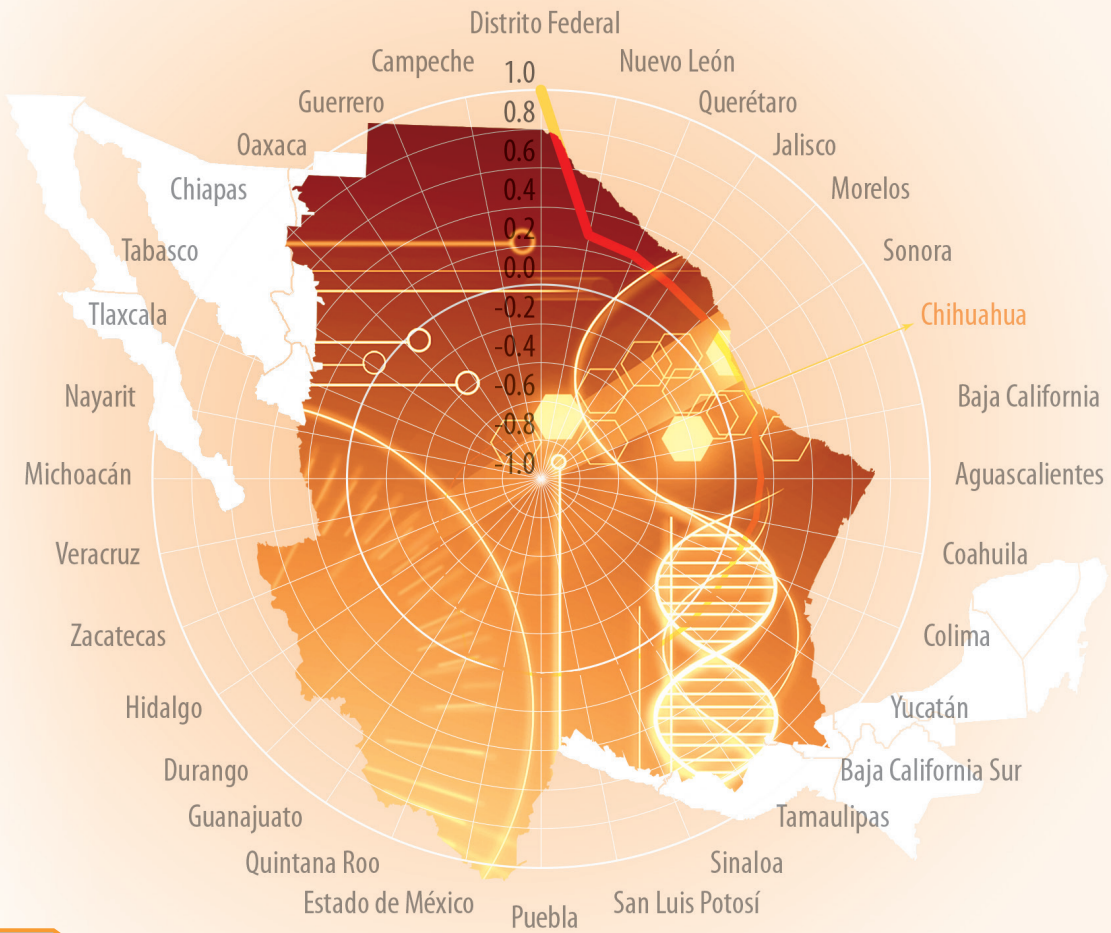 Distrito Federal
Campeche
Nuevo León
Guerrero
Querétaro
Oaxaca
Jalisco
Chiapas
Morelos
Tabasco
Sonora
Tlaxcala
Chihuahua
Nayarit
Baja California
Michoacán
Aguascalientes
Veracruz
Coahuila
Zacatecas
Colima
Hidalgo
Yucatán
Durango
Baja California Sur
Guanajuato
Tamaulipas
Quintana Roo
Sinaloa
Estado de México
San Luis Potosí
Puebla
1.0
0.8
0.6
0.4
0.2
0.0
-0.2
-0.4
-0.6
-0.8
-1.0